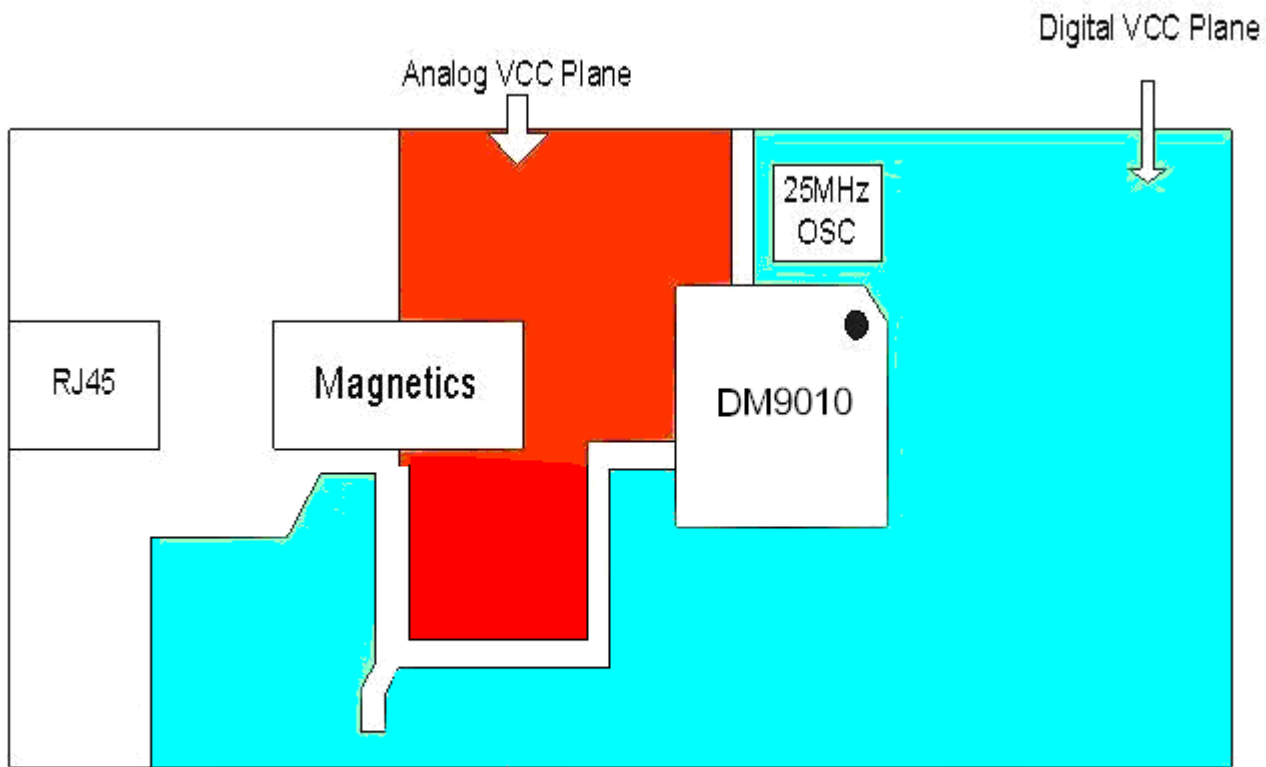 Digital VCC Plane
Analog VCC Plane
25MHz
OSC
RJ45
Magnetics
DM9010